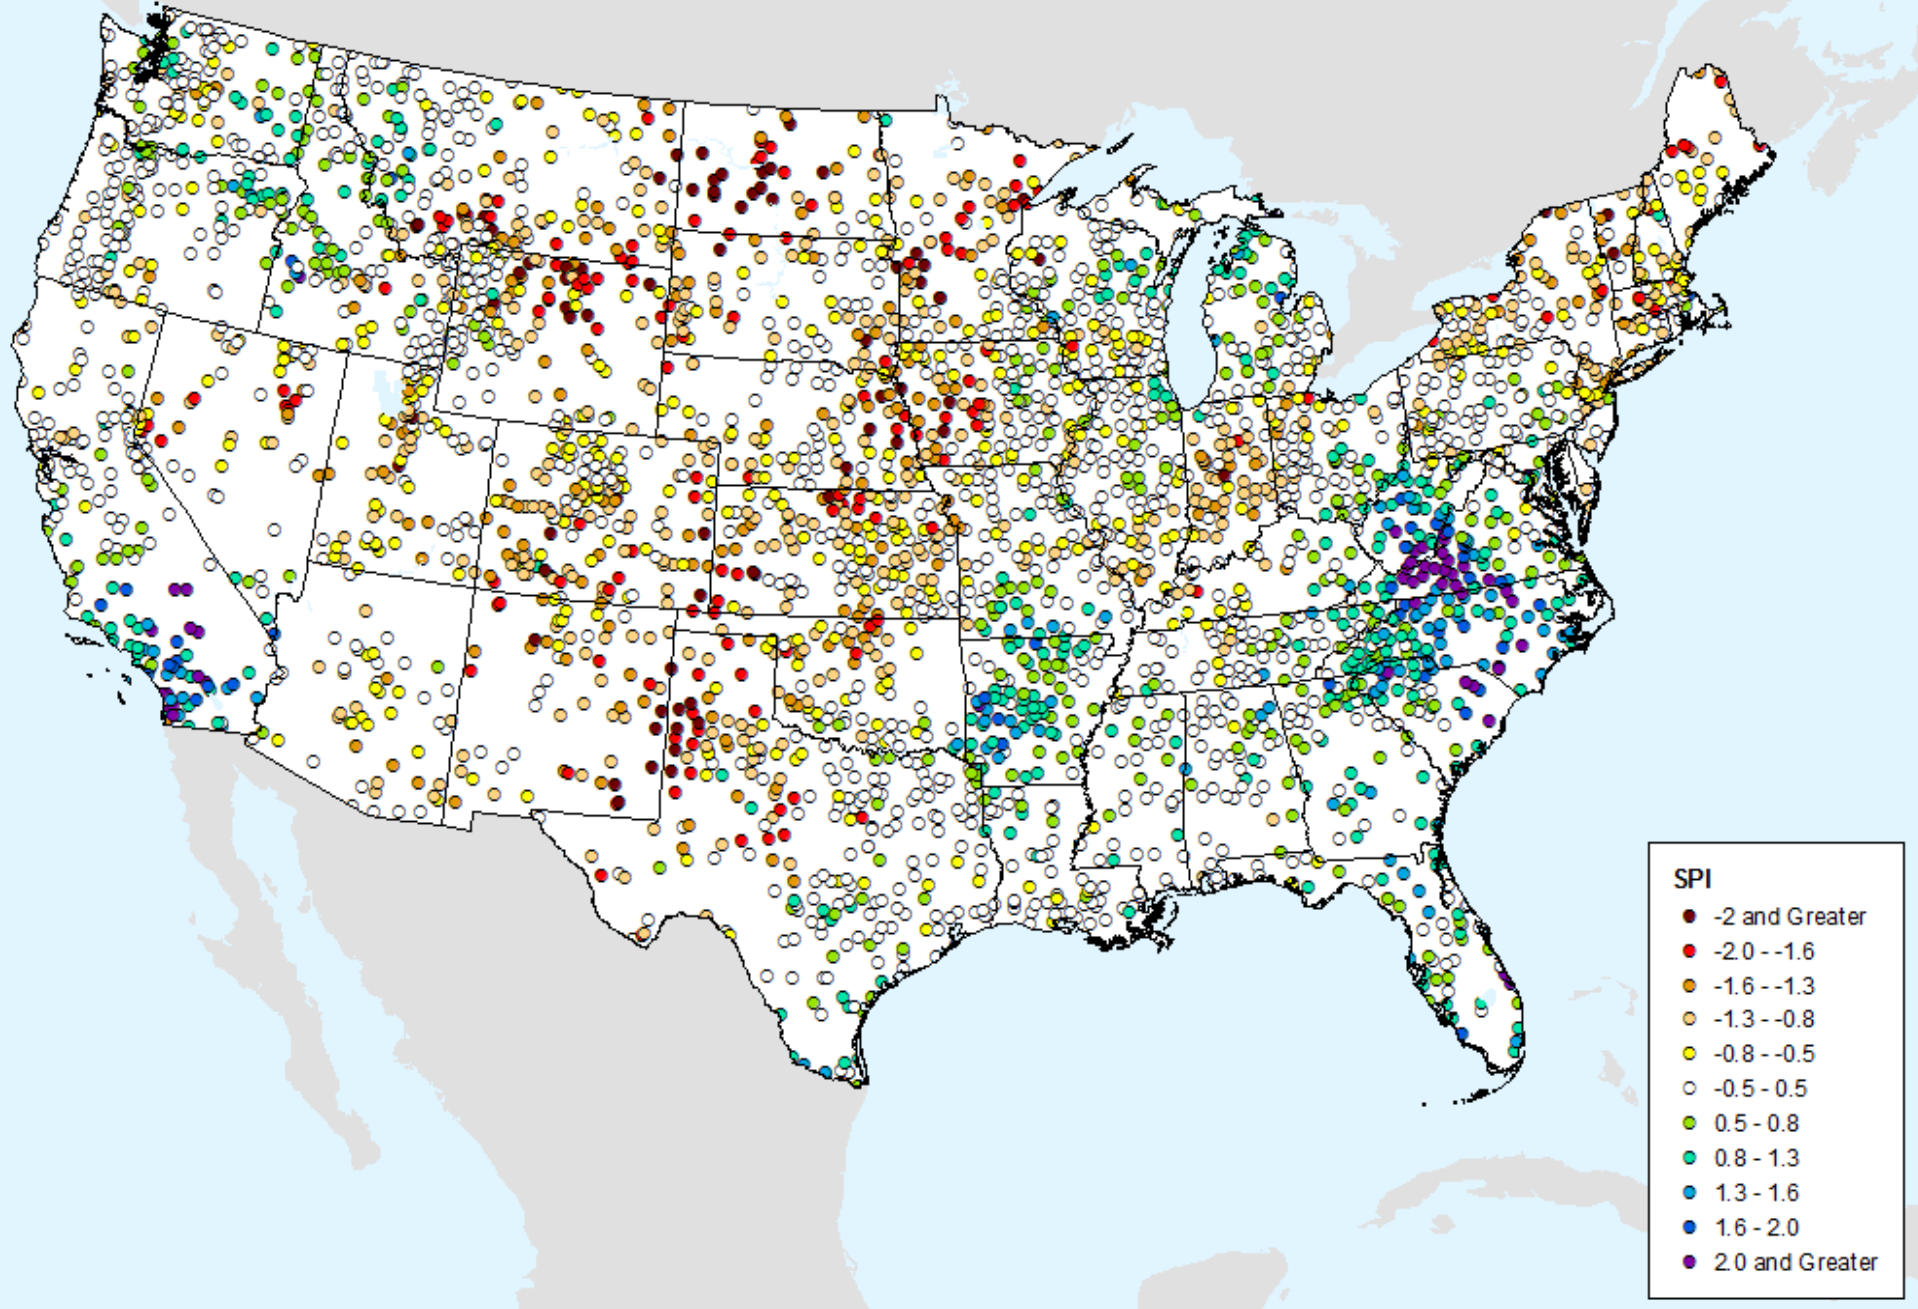 SPI
-2 and Greater
-2.0 - -1.6
-1.6 - -1.3
-1.3 - -0.8
-0.8 - -0.5
-0.5 - 0.5
0.5 - 0.8
0.8 - 1.3
1.3 - 1.6
1.6 - 2.0
2.0 and Greater